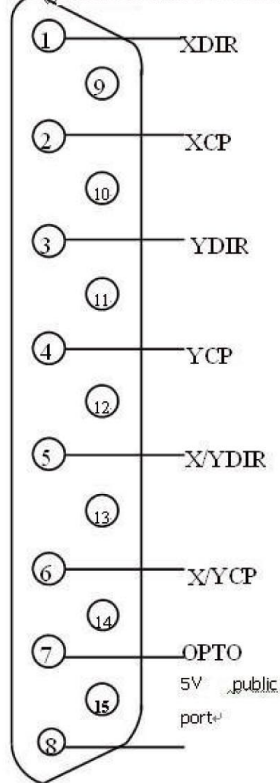 1 XDIR
9
2 XCP
10
3 YDIR
11
4 YCP
12
5 X/YDIR
13
6 X/YCP
14
7 OPTO
5V public
15
port↵
8